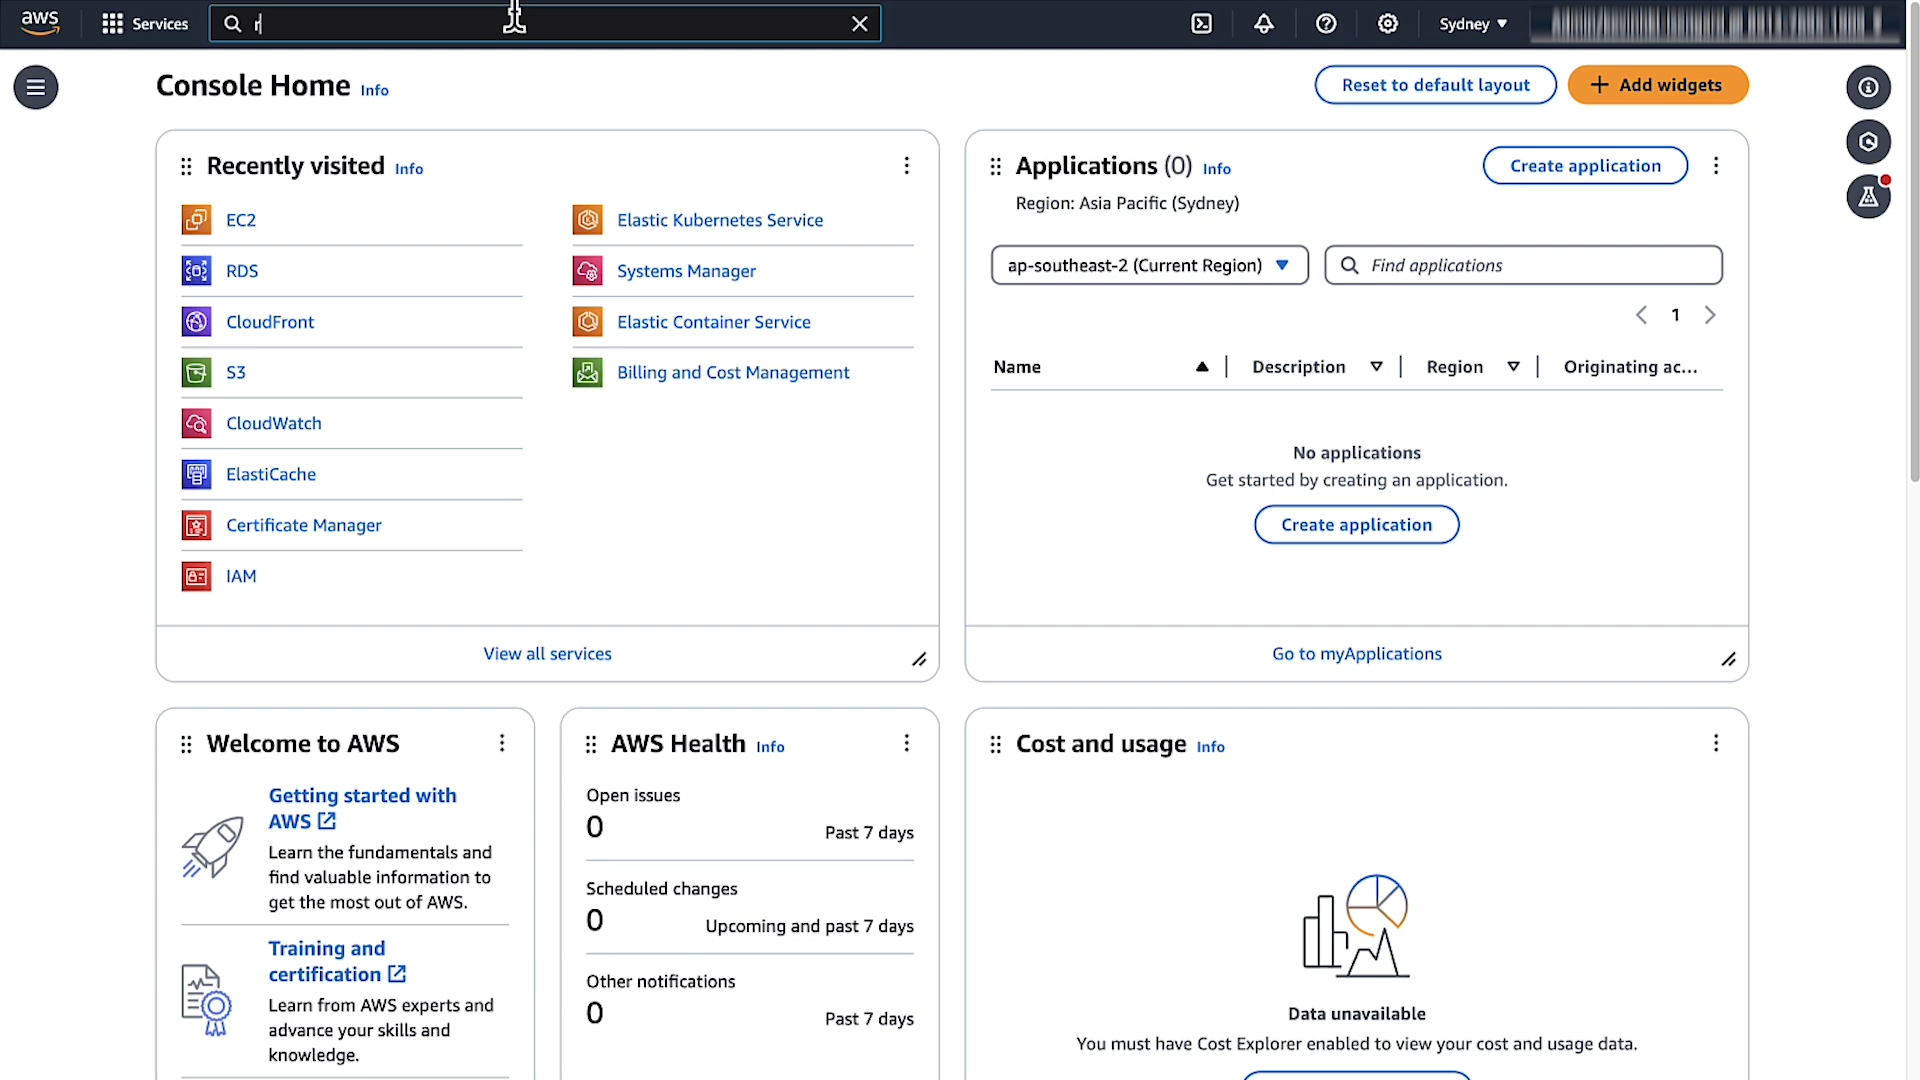 aws
Services
r
Sydney
Console Home Info
Reset to default layout
Add widgets
Recently visited Info
EC2
RDS
CloudFront
S3
CloudWatch
ElastiCache
Certificate Manager
IAM
Elastic Kubernetes Service
Systems Manager
Elastic Container Service
Billing and Cost Management
View all services
Applications (0) Info
Create application
Region: Asia Pacific (Sydney)
ap-southeast-2 (Current Region)
Find applications
1
Name Description Region Originating ac...
No applications
Get started by creating an application.
Create application
Go to myApplications
Welcome to AWS
Getting started with
AWS
Learn the fundamentals and
find valuable information to
get the most out of AWS.
Training and
certification
Learn from AWS experts and
advance your skills and
knowledge.
AWS Health Info
Open issues
0 Past 7 days
Scheduled changes
0 Upcoming and past 7 days
Other notifications
0 Past 7 days
Cost and usage Info
Data unavailable
You must have Cost Explorer enabled to view your cost and usage data.